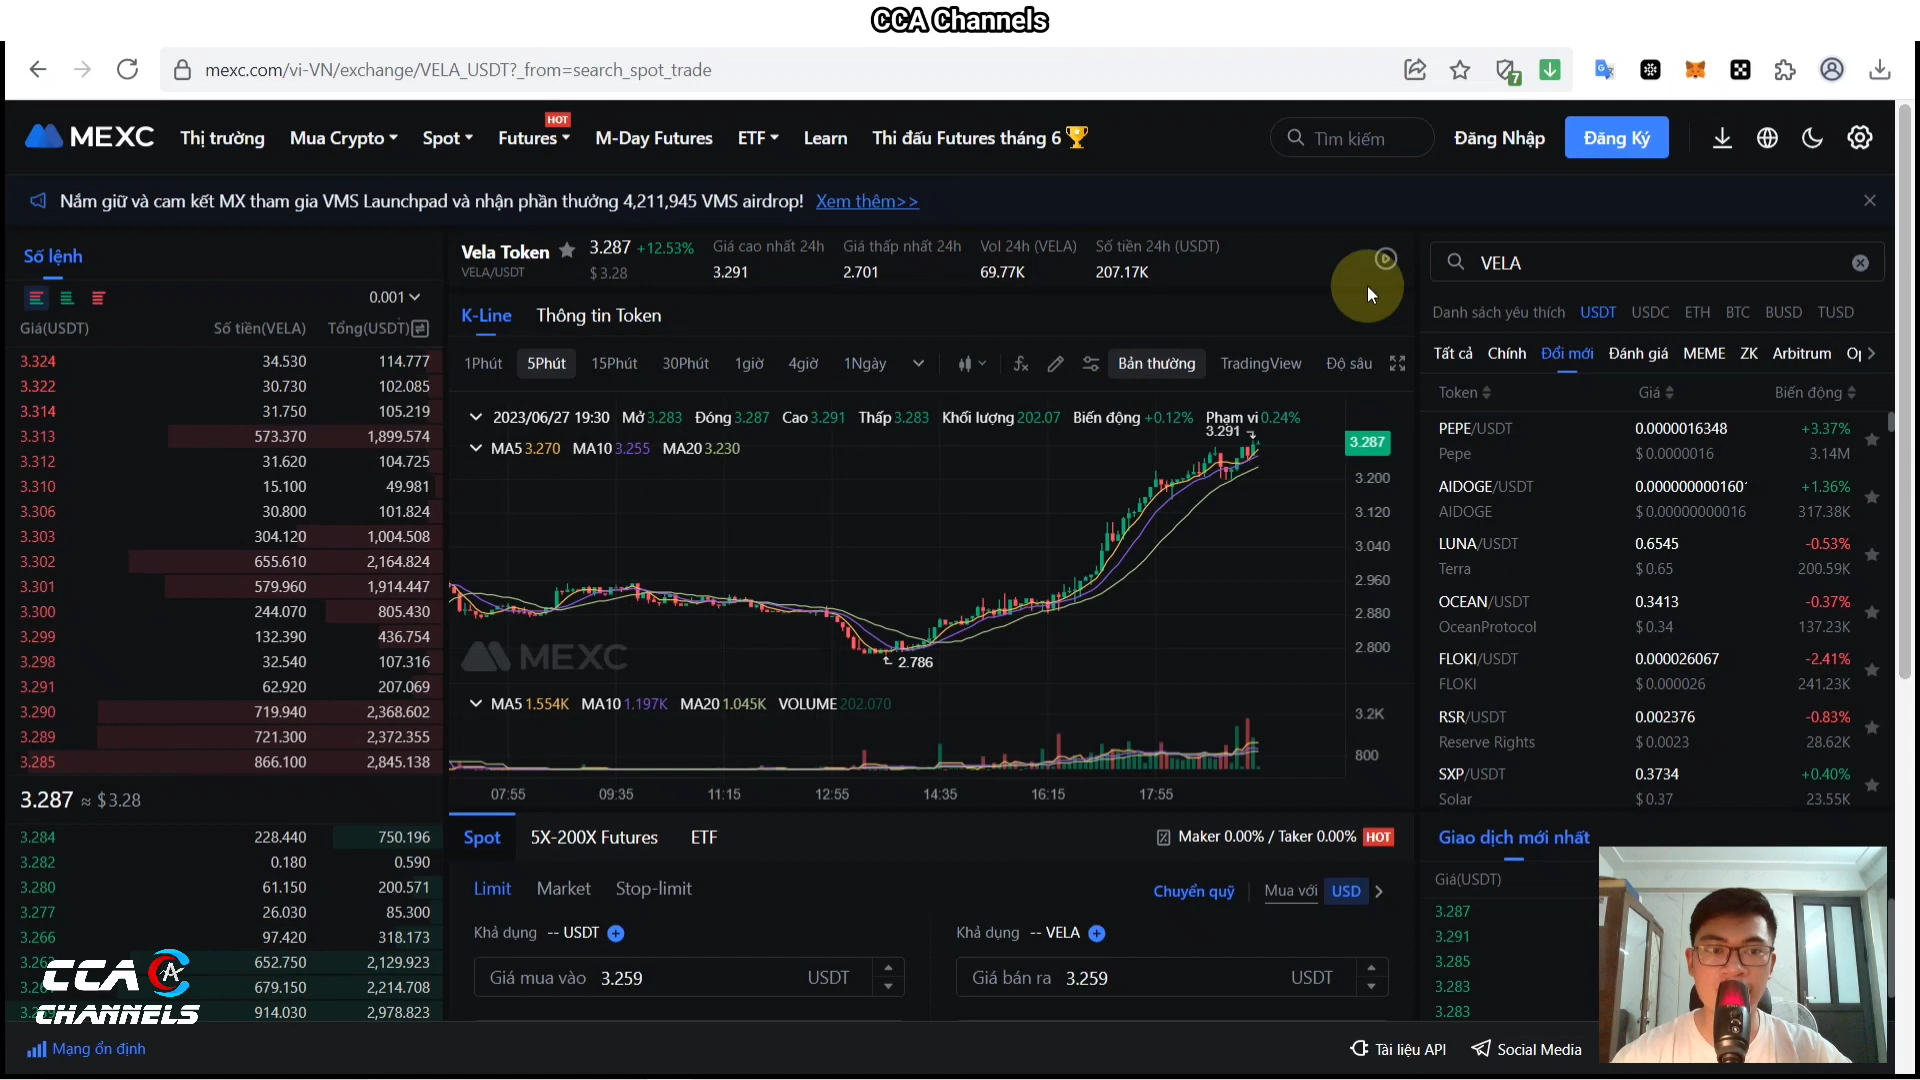 CCA Channels
mexc.com/vi-VN/exchange/VELA_USDT?_from=search_spot_trade
7
MEXC
Thị trường
Mua Crypto
Spot
Futures
HOT
M-Day Futures
ETF
Learn
Thi đấu Futures tháng 6
Tìm kiếm
Đăng Nhập
Đăng Ký
Nắm giữ và cam kết MX tham gia VMS Launchpad và nhận phần thưởng 4,211,945 VMS airdrop! Xem thêm>>
Sổ lệnh
0.001
Giá(USDT) Số tiền(VELA) Tổng(USDT)
3.324 34.530 114.777
3.322 30.730 102.085
3.314 31.750 105.219
3.313 573.370 1,899.574
3.312 31.620 104.725
3.310 15.100 49.981
3.306 30.800 101.824
3.303 304.120 1,004.508
3.302 655.610 2,164.824
3.301 579.960 1,914.447
3.300 244.070 805.430
3.299 132.390 436.754
3.298 32.540 107.316
3.291 62.920 207.069
3.290 719.940 2,368.602
3.289 721.300 2,372.355
3.285 866.100 2,845.138
3.287 ≈ $3.28
3.284 228.440 750.196
3.282 0.180 0.590
3.280 61.150 200.571
3.277 26.030 85.300
3.266 97.420 318.173
652.750 2,129.923
679.150 2,214.708
914.030 2,978.823
CCA
CHANNELS
Mạng ổn định
Vela Token
VELA/USDT
3.287 +12.53%
$ 3.28
Giá cao nhất 24h
3.291
Giá thấp nhất 24h
2.701
Vol 24h (VELA)
69.77K
Số tiền 24h (USDT)
207.17K
K-Line Thông tin Token
1Phút 5Phút 15Phút 30Phút 1giờ 4giờ 1Ngày
Bản thường TradingView Độ sâu
2023/06/27 19:30 Mở 3.283 Đóng 3.287 Cao 3.291 Thấp 3.283 Khối lượng 202.07 Biến động +0.12% Phạm vi 0.24%
MA5 3.270 MA10 3.255 MA20 3.230
3.291
3.287
3.200
3.120
3.040
2.960
2.880
2.800
2.786
MEXC
MA5 1.554K MA10 1.197K MA20 1.045K VOLUME 202.070
3.2K
800
07:55 09:35 11:15 12:55 14:35 16:15 17:55
Spot 5X-200X Futures ETF
Maker 0.00% / Taker 0.00% HOT
Limit Market Stop-limit
Chuyển quỹ Mua với USD
Khả dụng -- USDT
Khả dụng -- VELA
Giá mua vào 3.259 USDT
Giá bán ra 3.259 USDT
VELA
Danh sách yêu thích USDT USDC ETH BTC BUSD TUSD
Tất cả Chính Đổi mới Đánh giá MEME ZK Arbitrum
Token Giá Biến động
PEPE/USDT 0.0000016348 +3.37%
Pepe $ 0.0000016 3.14M
AIDOGE/USDT 0.000000000160 +1.36%
AIDOGE $ 0.00000000016 317.38K
LUNA/USDT 0.6545 -0.53%
Terra $ 0.65 200.59K
OCEAN/USDT 0.3413 -0.37%
OceanProtocol $ 0.34 137.23K
FLOKI/USDT 0.000026067 -2.41%
FLOKI $ 0.000026 241.23K
RSR/USDT 0.002376 -0.83%
Reserve Rights $ 0.0023 28.62K
SXP/USDT 0.3734 +0.40%
Solar $ 0.37 23.55K
Giao dịch mới nhất
Giá(USDT)
3.287
3.291
3.285
3.283
3.283
Tài liệu API
Social Media